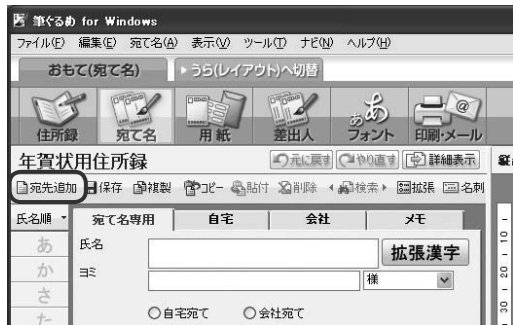 筆ぐるめ for Windows
ファイル(F) 編集(E) 宛て名(A) 表示(V) ツール(T) ナビ(N) ヘルプ(H)
おもて(宛て名) うら(レイアウト)へ切替
住所録 宛て名 用紙 差出人 フォント 印刷・メール
年賀状用住所録 元に戻す やり直す 詳細表示
宛先追加 保存 複製 コピー 貼付 削除 検索 拡張 名刺
氏名順 宛て名専用 自宅 会社 メモ
あ 氏名 拡張漢字
か ヨミ 様
さ
た 自宅宛て 会社宛て
10
20
30